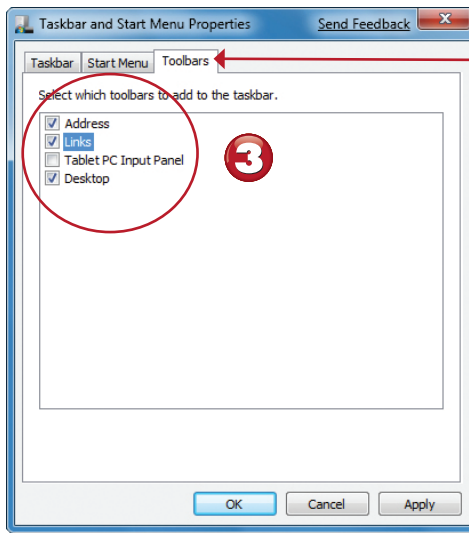 Taskbar and Start Menu Properties Send Feedback X
Taskbar Start Menu Toolbars
Select which toolbars to add to the taskbar.
Address
Links
Tablet PC Input Panel
Desktop
3
OK Cancel Apply